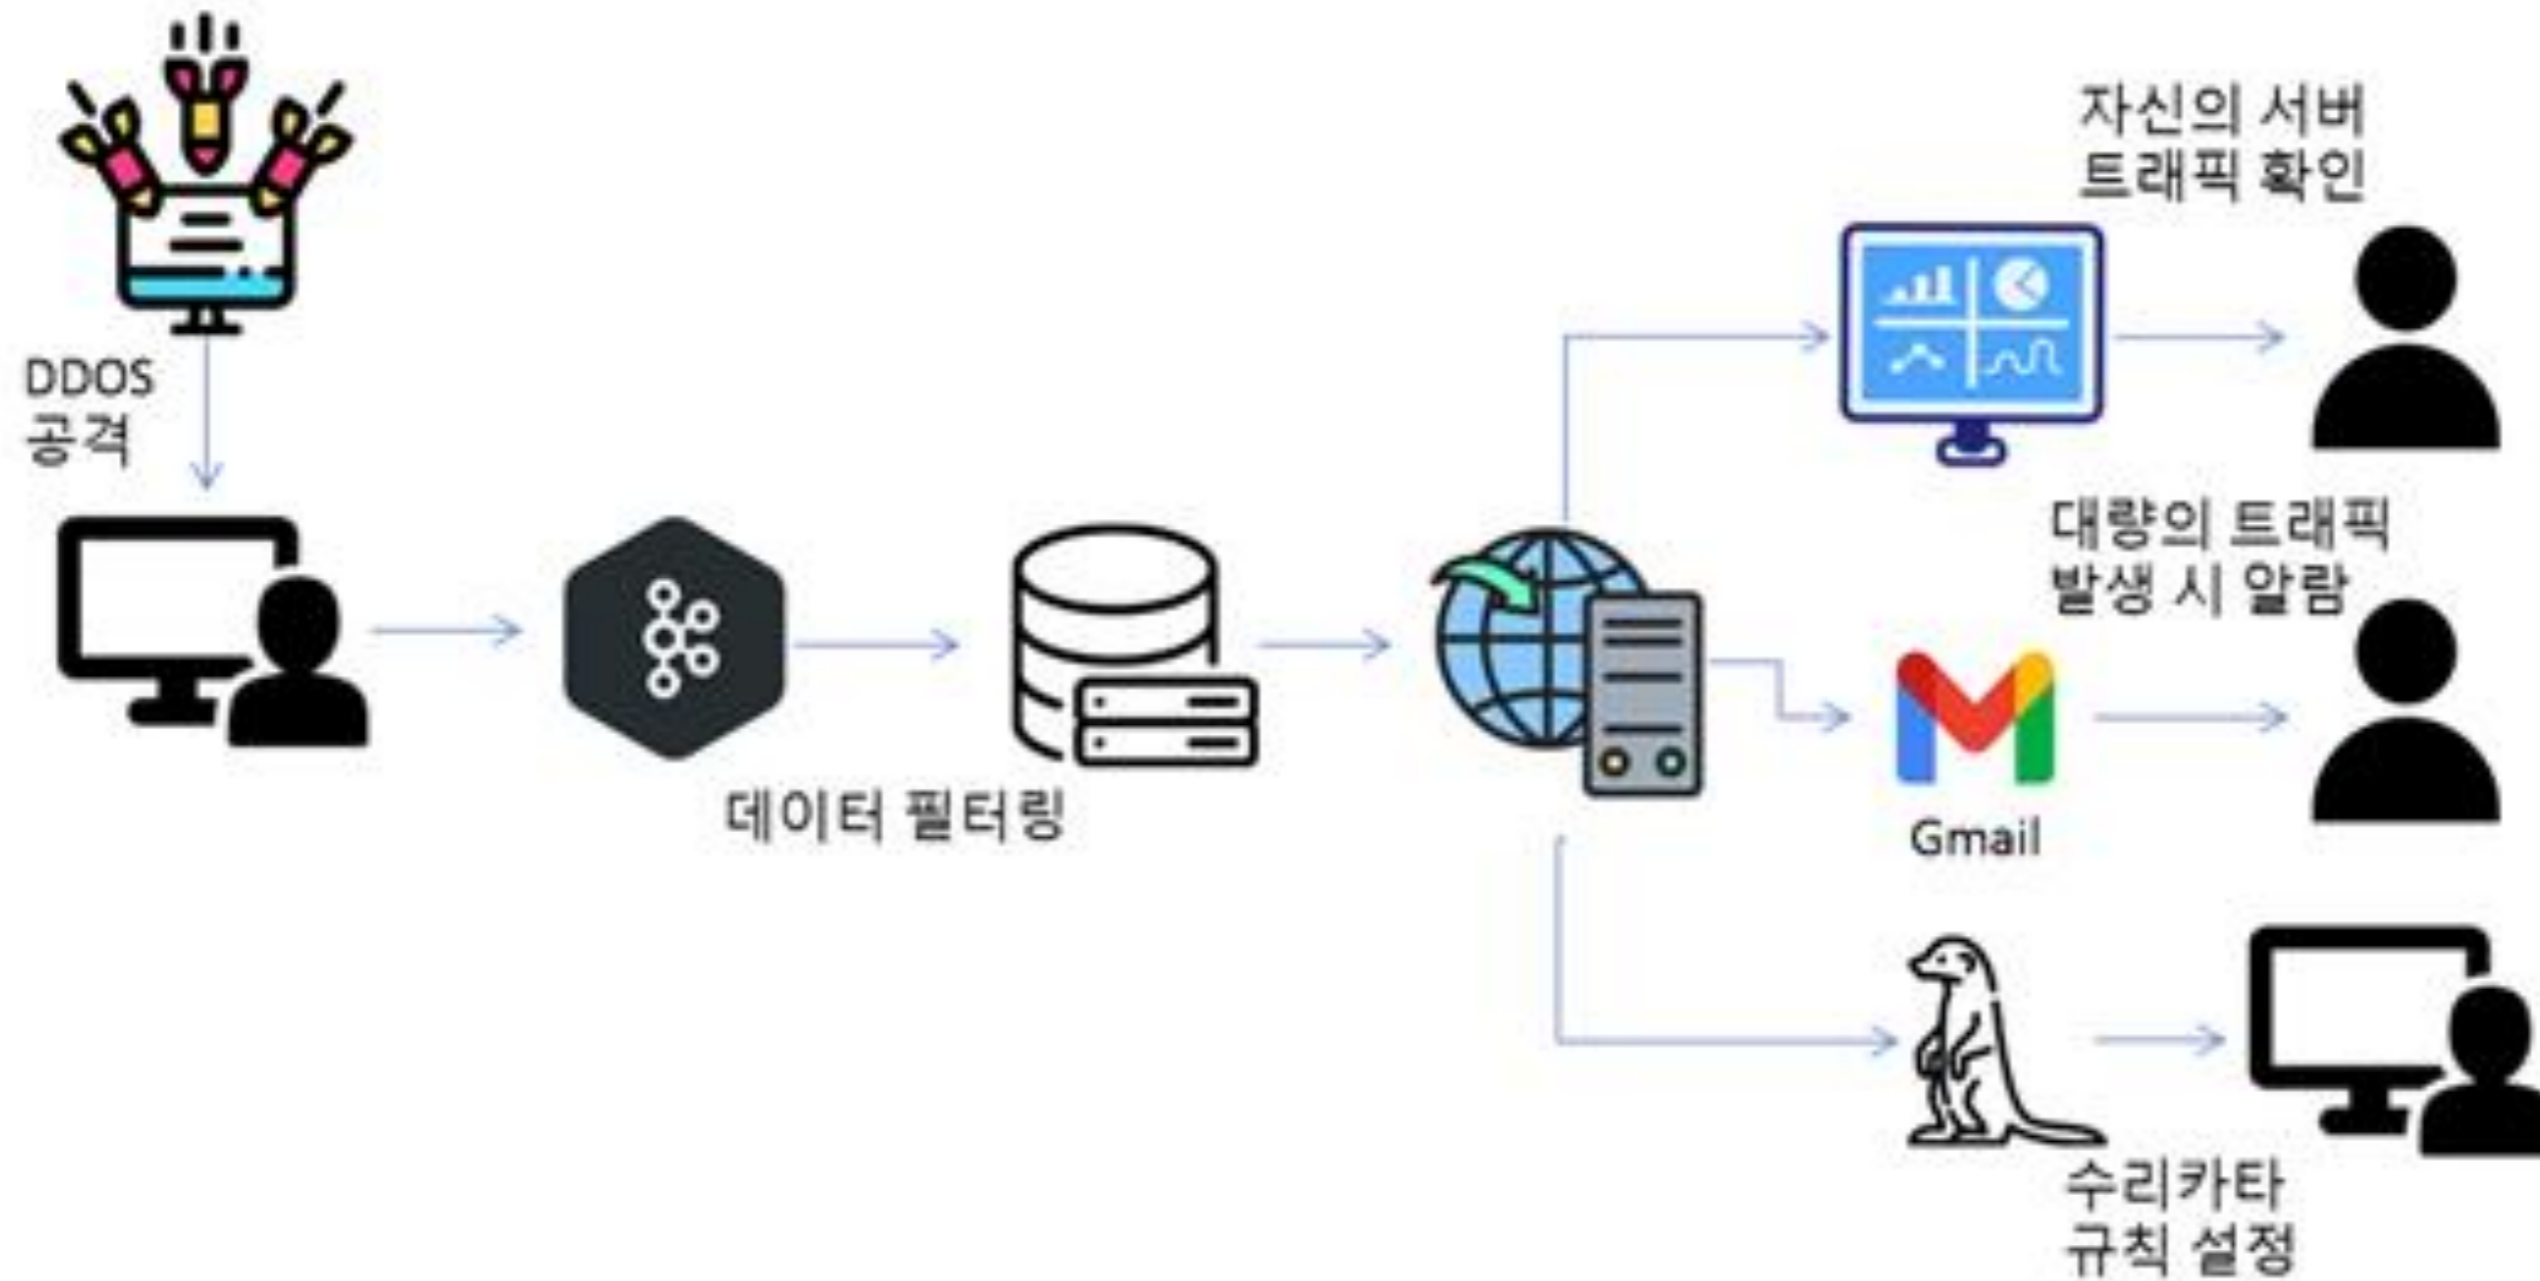 자신의 서버
트래픽 확인
DDOS
공격
대량의 트래픽
발생 시 알람
데이터 필터링
Gmail
수리카타
규칙 설정